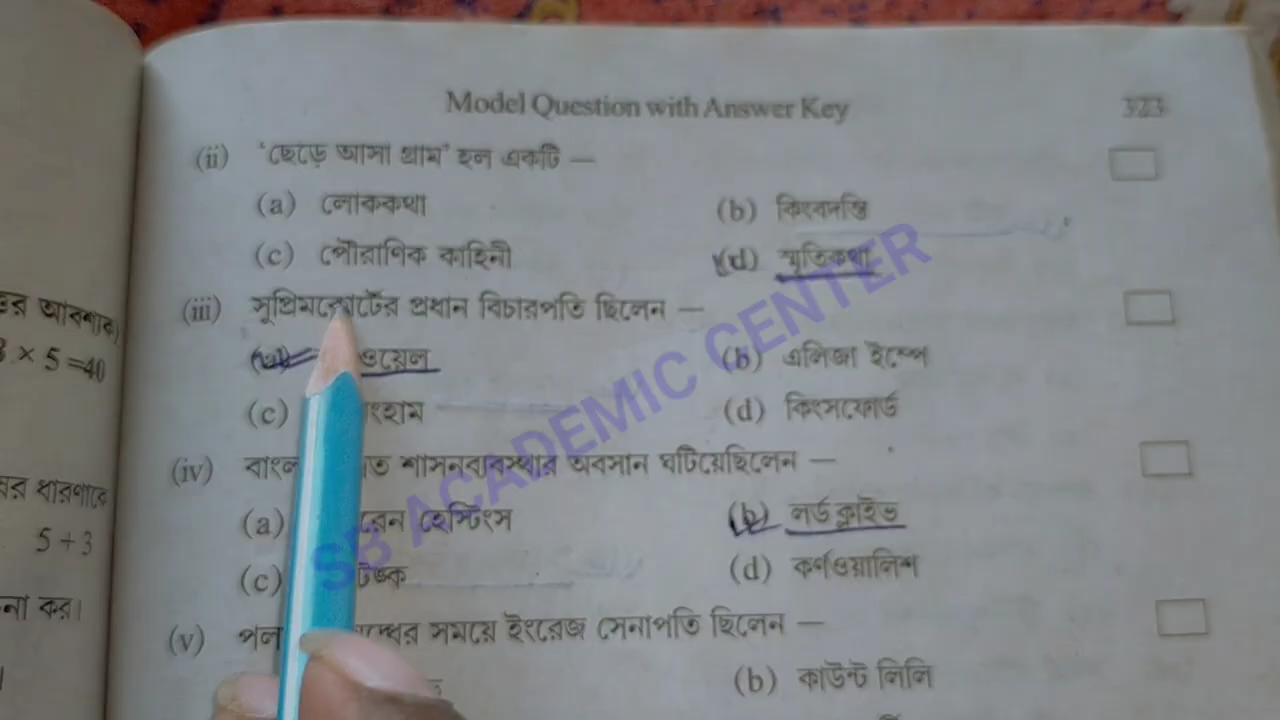 Model Question with Answer Key 323
(ii) 'ছেড়ে আসা গ্রাম' হল একটি —
(a) লোককথা (b) কিংবদন্তি
(c) পৌরাণিক কাহিনী (d) স্মৃতিকথা
(iii) সুপ্রিমকোর্টের প্রধান বিচারপতি ছিলেন —
(a) ওয়েল (b) এলিজা ইম্পে
(c) (d) কিংসফোর্ড
(iv) শাসনব্যবস্থার অবসান ঘটিয়েছিলেন —
(a) হেস্টিংস (b) লর্ড ক্লাইভ
(c) (d) কর্ণওয়ালিশ
(v) সময়ে ইংরেজ সেনাপতি ছিলেন —
(b) কাউন্ট লিলি
× 5 =40
ধারণাকে
5 + 3
কর।
SB ACADEMIC CENTER